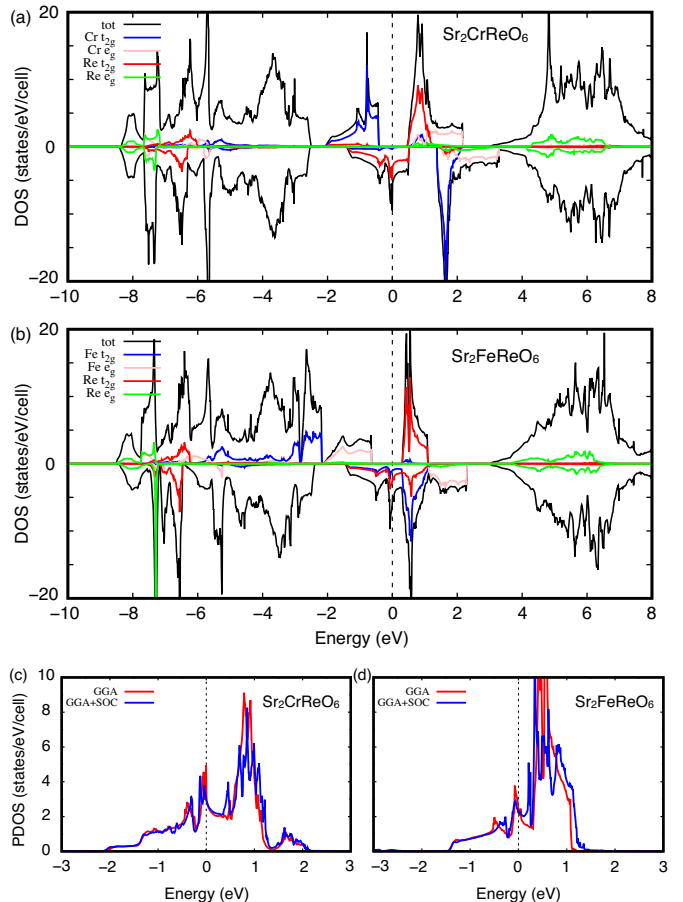 (a)
20
0
−20
DOS (states/eV/cell)
tot
Cr t2g
Cr eg
Re t2g
Re eg
Sr2CrReO6
−10 −8 −6 −4 −2 0 2 4 6 8
(b)
20
0
−20
DOS (states/eV/cell)
tot
Fe t2g
Fe eg
Re t2g
Re eg
Sr2FeReO6
−10 −8 −6 −4 −2 0 2 4 6 8
Energy (eV)
(c)
10
8
6
4
2
0
PDOS (states/eV/cell)
GGA
GGA+SOC
Sr2CrReO6
−3 −2 −1 0 1 2 3
Energy (eV)
(d)
GGA
GGA+SOC
Sr2FeReO6
−3 −2 −1 0 1 2 3
Energy (eV)